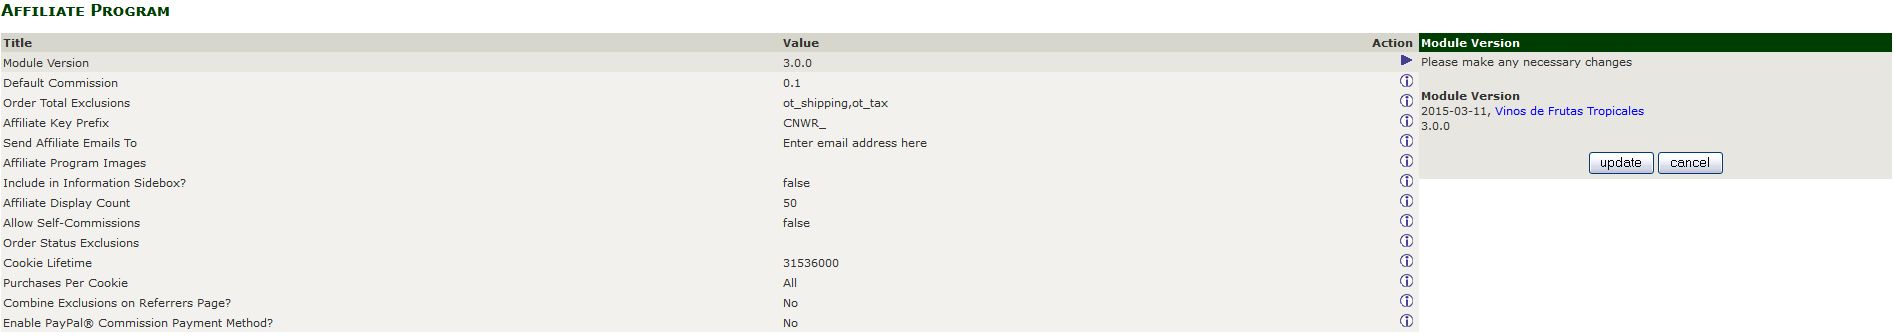 AFFILIATE PROGRAM
Title Value Action
Module Version 3.0.0
Default Commission 0.1
Order Total Exclusions ot_shipping,ot_tax
Affiliate Key Prefix CNWR_
Send Affiliate Emails To Enter email address here
Affiliate Program Images
Include in Information Sidebox? false
Affiliate Display Count 50
Allow Self-Commissions false
Order Status Exclusions
Cookie Lifetime 31536000
Purchases Per Cookie All
Combine Exclusions on Referrers Page? No
Enable PayPal® Commission Payment Method? No
Module Version
Please make any necessary changes
Module Version
2015-03-11, Vinos de Frutas Tropicales
3.0.0
update cancel